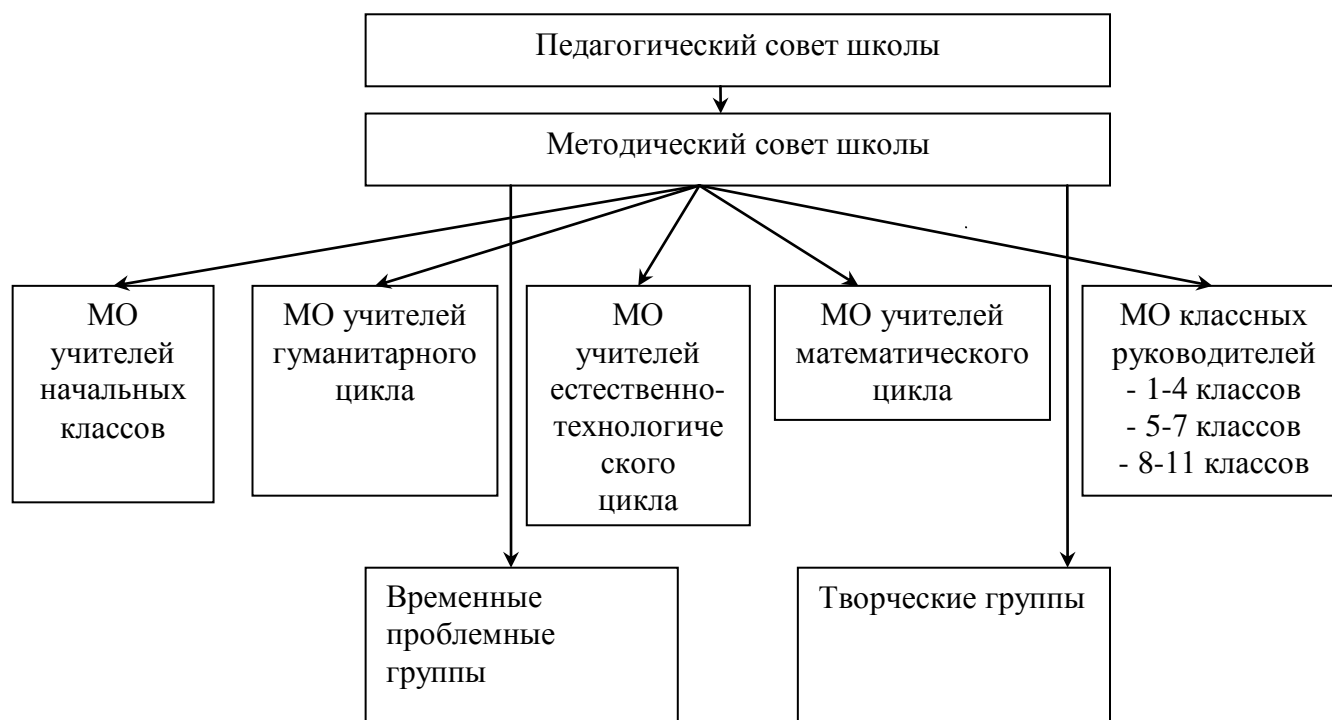 Педагогический совет школы
Методический совет школы
МО
учителей
начальных
классов
МО учителей
гуманитарного
цикла
МО
учителей
естественно-
технологиче
ского
цикла
МО учителей
математического
цикла
МО классных
руководителей
- 1-4 классов
- 5-7 классов
- 8-11 классов
Временные
проблемные
группы
Творческие группы